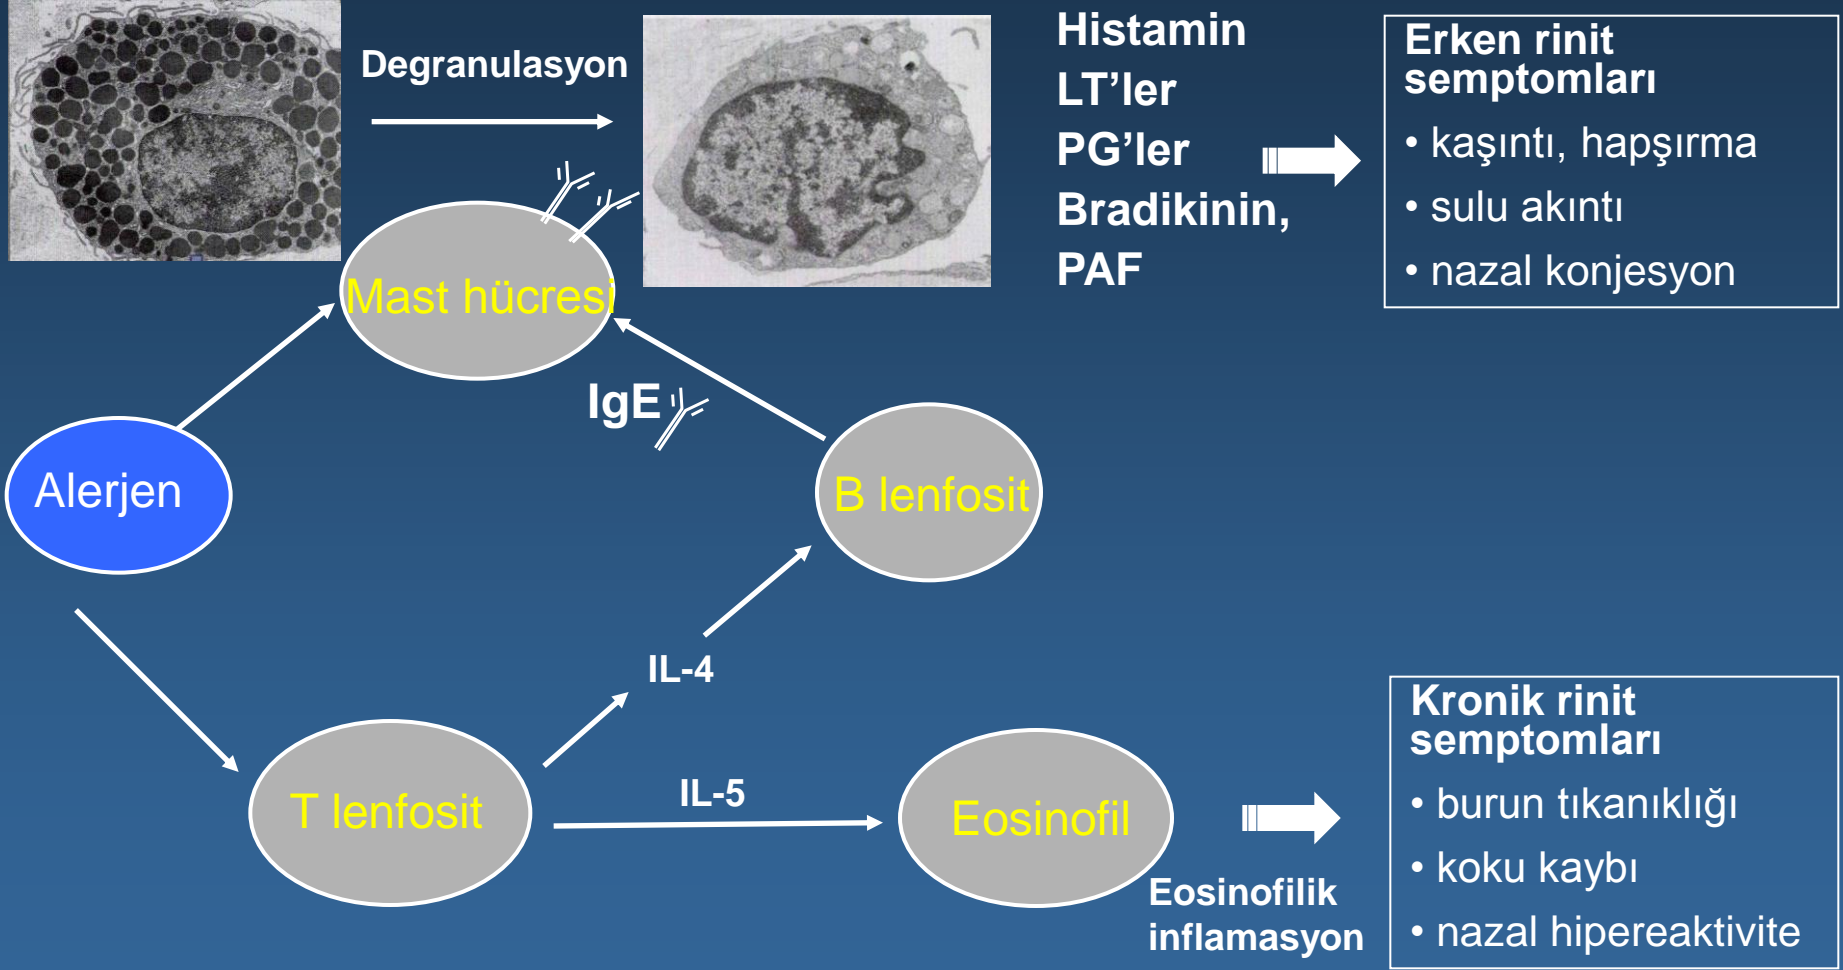 Degranulasyon
Histamin
LT’ler
PG’ler
Bradikinin,
PAF
Erken rinit
semptomları
• kaşıntı, hapşırma
• sulu akıntı
• nazal konjesyon
Mast hücresi
IgE
Alerjen
B lenfosit
IL-4
T lenfosit
IL-5
Eosinofil
Eosinofilik
inflamasyon
Kronik rinit
semptomları
• burun tıkanıklığı
• koku kaybı
• nazal hipereaktivite